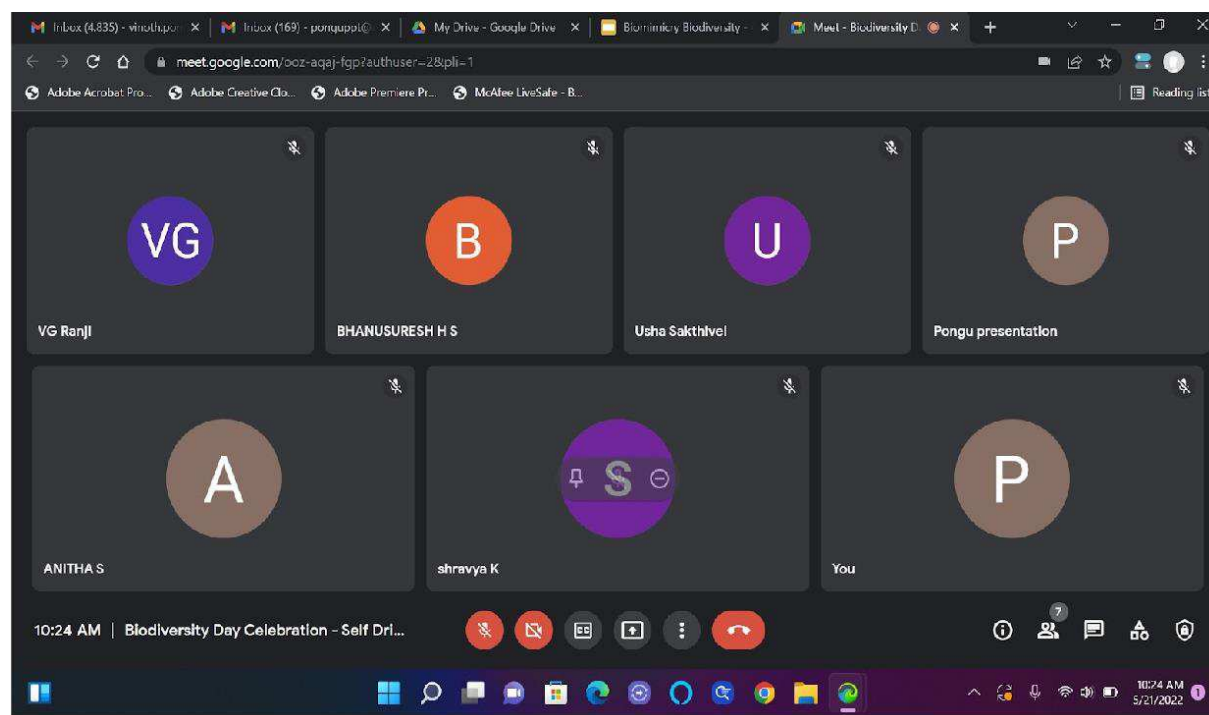 Inbox (4,835) - vinoth.pon
Inbox (169) - ponguppt@
My Drive - Google Drive
Biomimicry Biodiversity -
Meet - Biodiversity D
meet.google.com/ooz-aqaj-fgp?authuser=2&pli=1
Adobe Acrobat Pro...
Adobe Creative Clo...
Adobe Premiere Pr...
McAfee LiveSafe - B...
Reading list
VG
B
U
P
VG Ranji
BHANUSURESH H S
Usha Sakthivel
Pongu presentation
A
S
P
ANITHA S
shravya K
You
10:24 AM | Biodiversity Day Celebration - Self Dri...
CC
7
10:24 AM
5/21/2022
1